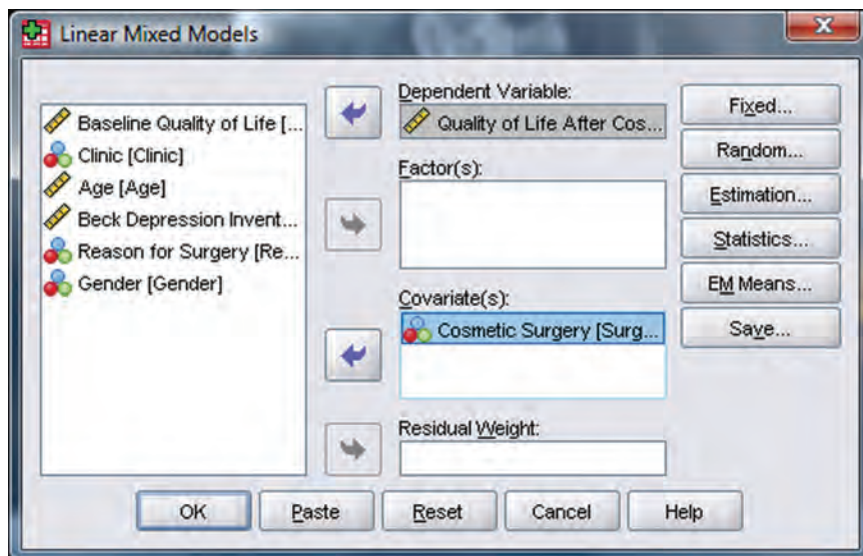 Linear Mixed Models
Baseline Quality of Life [...
Clinic [Clinic]
Age [Age]
Beck Depression Invent...
Reason for Surgery [Re...
Gender [Gender]
Dependent Variable:
Quality of Life After Cos...
Factor(s):
Covariate(s):
Cosmetic Surgery [Surg...
Residual Weight:
Fixed...
Random...
Estimation...
Statistics...
EM Means...
Save...
OK Paste Reset Cancel Help